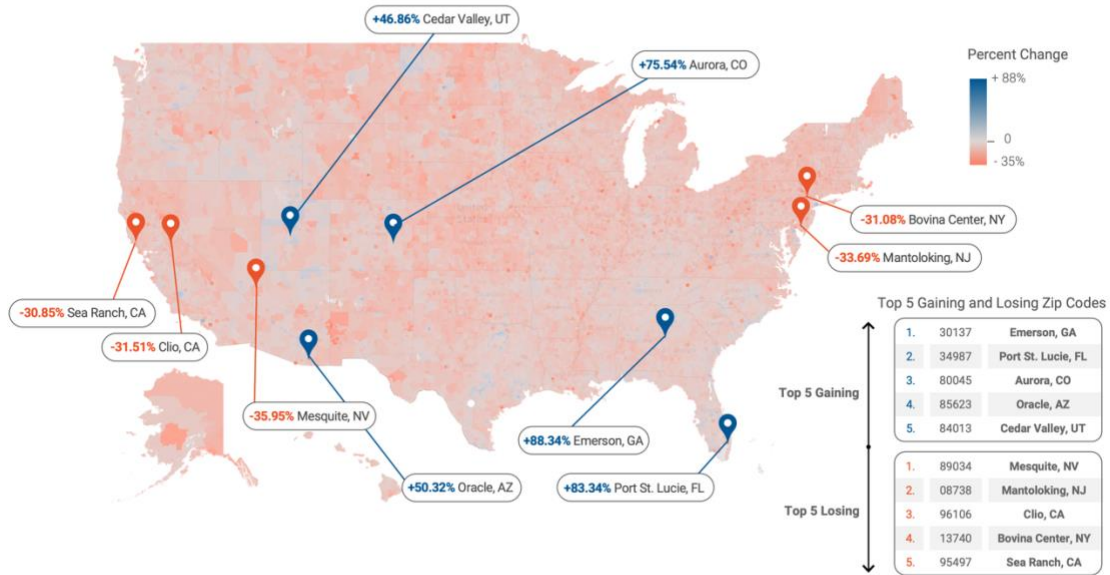 +46.86% Cedar Valley, UT
+75.54% Aurora, CO
Percent Change
+ 88%
0
- 35%
-31.08% Bovina Center, NY
-33.69% Mantoloking, NJ
-30.85% Sea Ranch, CA
-31.51% Clio, CA
-35.95% Mesquite, NV
+88.34% Emerson, GA
+50.32% Oracle, AZ
+83.34% Port St. Lucie, FL
Top 5 Gaining and Losing Zip Codes
Top 5 Gaining
1. 30137 Emerson, GA
2. 34987 Port St. Lucie, FL
3. 80045 Aurora, CO
4. 85623 Oracle, AZ
5. 84013 Cedar Valley, UT
Top 5 Losing
1. 89034 Mesquite, NV
2. 08738 Mantoloking, NJ
3. 96106 Clio, CA
4. 13740 Bovina Center, NY
5. 95497 Sea Ranch, CA